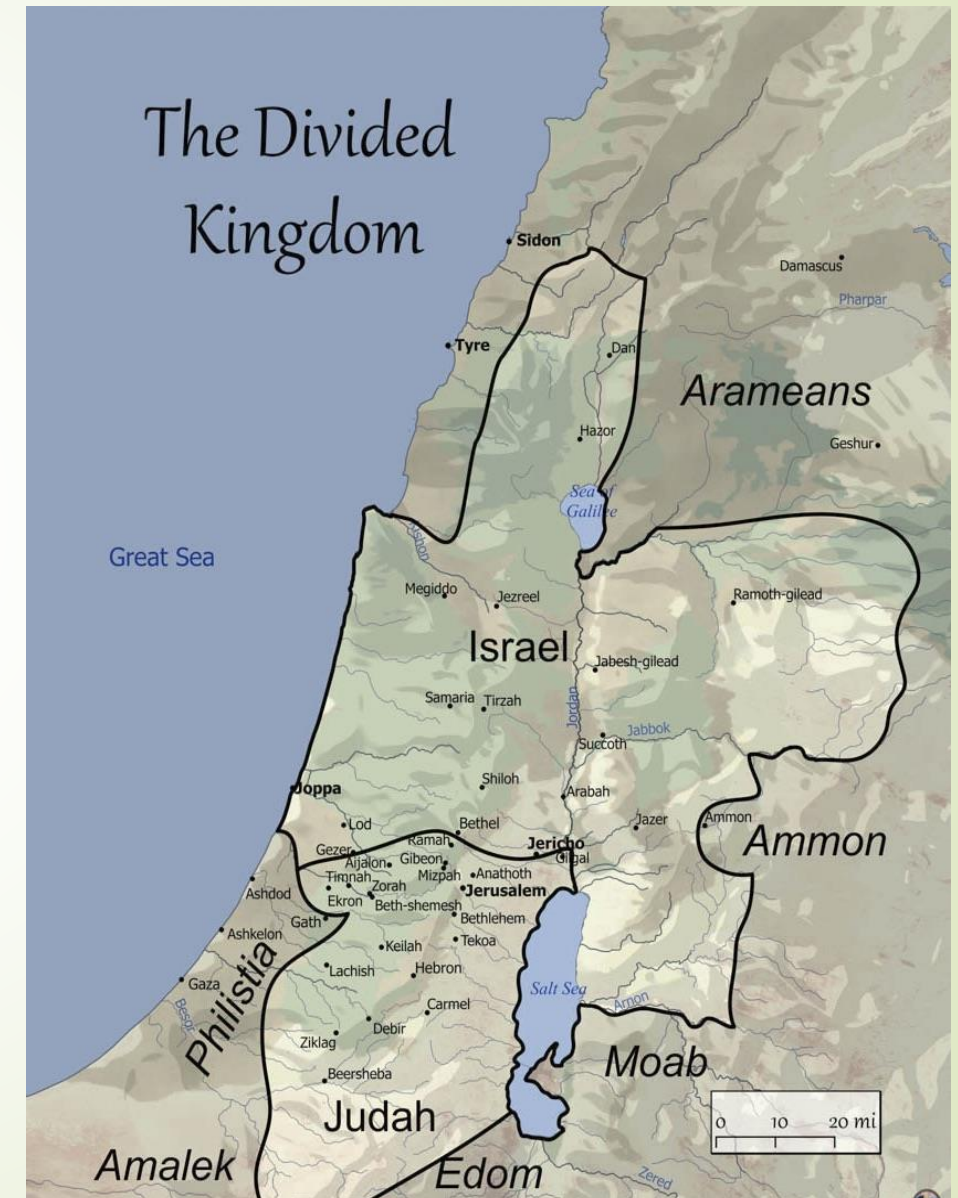 The Divided
Kingdom
Sidon
Damascus
Pharpar
Tyre
Dan
Arameans
Hazor
Geshur
Sea of
Galilee
Great Sea
Kishon
Megiddo
Jezreel
Ramoth-gilead
Israel
Jabesh-gilead
Samaria
Tirzah
Jordan
Jabbok
Succoth
Shiloh
Joppa
Arabah
Lod
Bethel
Jazer
Ammon
Ammon
Ramah
Jericho
Gezer
Gibeon
Gilgal
Aijalon
Mizpah
Anathoth
Timnah
Zorah
Jerusalem
Ashdod
Ekron
Beth-shemesh
Gath
Bethlehem
Ashkelon
Keilah
Tekoa
Lachish
Hebron
Gaza
Salt Sea
Besor
Philistia
Carmel
Arnon
Debir
Ziklag
Moab
Beersheba
Judah
0 10 20 mi
Amalek
Edom
Zered